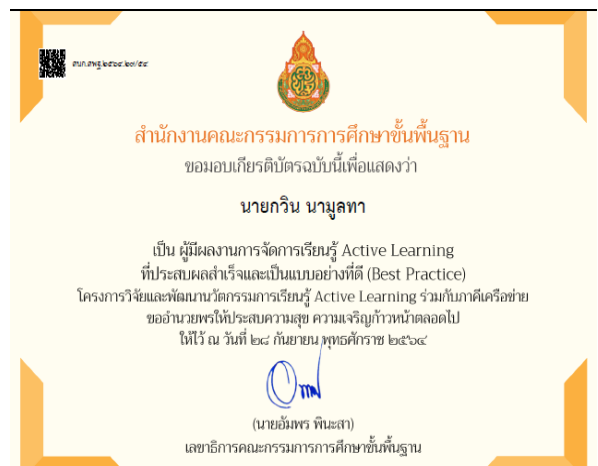 สนก.สพฐ.๒๕๖๔.๒๓/๕๔
สำนักงานคณะกรรมการการศึกษาขั้นพื้นฐาน
ขอมอบเกียรติบัตรฉบับนี้เพื่อแสดงว่า
นายกวิน นามูลทา
เป็น ผู้มีผลงานการจัดการเรียนรู้ Active Learning
ที่ประสบผลสำเร็จและเป็นแบบอย่างที่ดี (Best Practice)
โครงการวิจัยและพัฒนานวัตกรรมการเรียนรู้ Active Learning ร่วมกับภาคีเครือข่าย
ขออำนวยพรให้ประสบความสุข ความเจริญก้าวหน้าตลอดไป
ให้ไว้ ณ วันที่ ๒๘ กันยายน พุทธศักราช ๒๕๖๔
(นายอัมพร พินะสา)
เลขาธิการคณะกรรมการการศึกษาขั้นพื้นฐาน